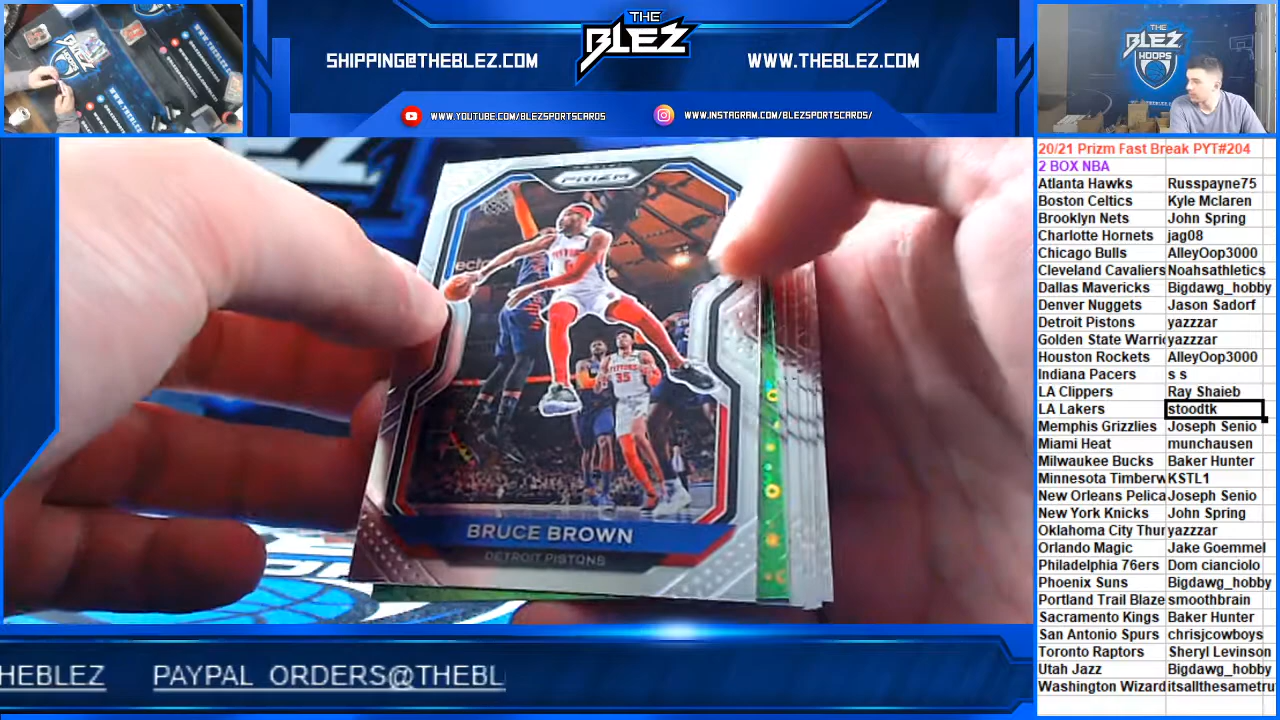 THE
BLEZ
SHIPPING@THEBLEZ.COM
WWW.THEBLEZ.COM
WWW.YOUTUBE.COM/BLEZSPORTSCARDS
WWW.INSTAGRAM.COM/BLEZSPORTSCARDS/
THE
BLEZ
HOOPS
PRIZM
PISTONS
35
BRUCE BROWN
DETROIT PISTONS
20/21 Prizm Fast Break PYT#204
2 BOX NBA
Atlanta Hawks Russpayne75
Boston Celtics Kyle Mclaren
Brooklyn Nets John Spring
Charlotte Hornets jag08
Chicago Bulls AlleyOop3000
Cleveland Cavaliers Noahsathletics
Dallas Mavericks Bigdawg_hobby
Denver Nuggets Jason Sadorf
Detroit Pistons yazzzar
Golden State Warri yazzzar
Houston Rockets AlleyOop3000
Indiana Pacers s s
LA Clippers Ray Shaieb
LA Lakers stoodtk
Memphis Grizzlies Joseph Senio
Miami Heat munchausen
Milwaukee Bucks Baker Hunter
Minnesota Timberw KSTL1
New Orleans Pelica Joseph Senio
New York Knicks John Spring
Oklahoma City Thur yazzzar
Orlando Magic Jake Goemmel
Philadelphia 76ers Dom cianciolo
Phoenix Suns Bigdawg_hobby
Portland Trail Blaze smoothbrain
Sacramento Kings Baker Hunter
San Antonio Spurs chrisjcowboys
Toronto Raptors Sheryl Levinson
Utah Jazz Bigdawg_hobby
Washington Wizard itsallthesametru
HEBLEZ PAYPAL ORDERS@THEBL